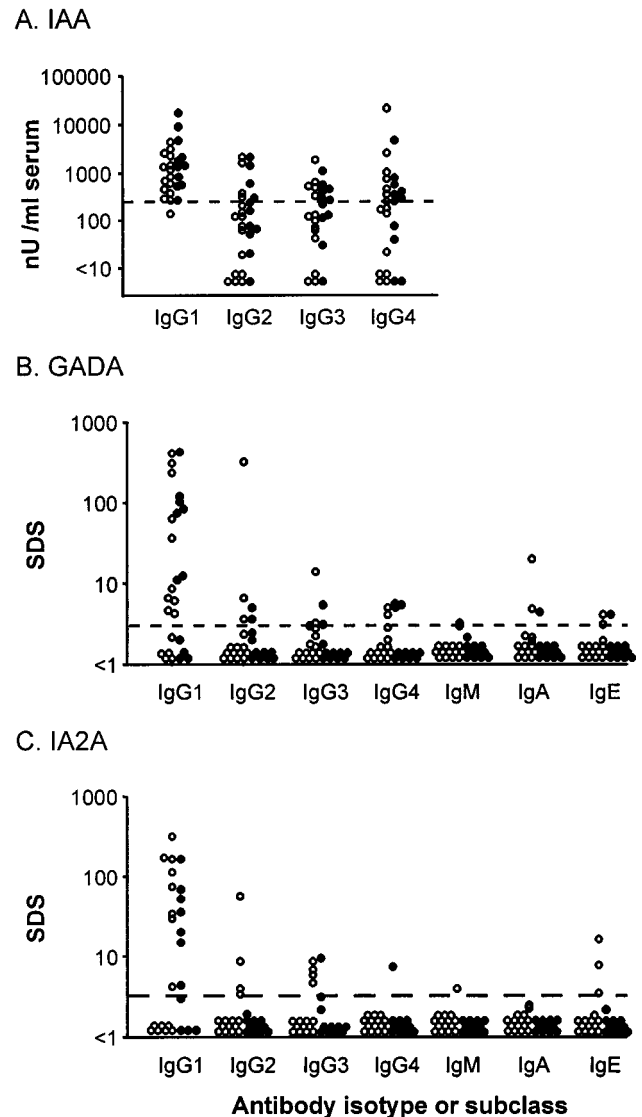 A. IAA
100000
10000
1000
100
<10
nU /ml serum
IgG1 IgG2 IgG3 IgG4
B. GADA
1000
100
10
<1
SDS
IgG1 IgG2 IgG3 IgG4 IgM IgA IgE
C. IA2A
1000
100
10
<1
SDS
IgG1 IgG2 IgG3 IgG4 IgM IgA IgE
Antibody isotype or subclass